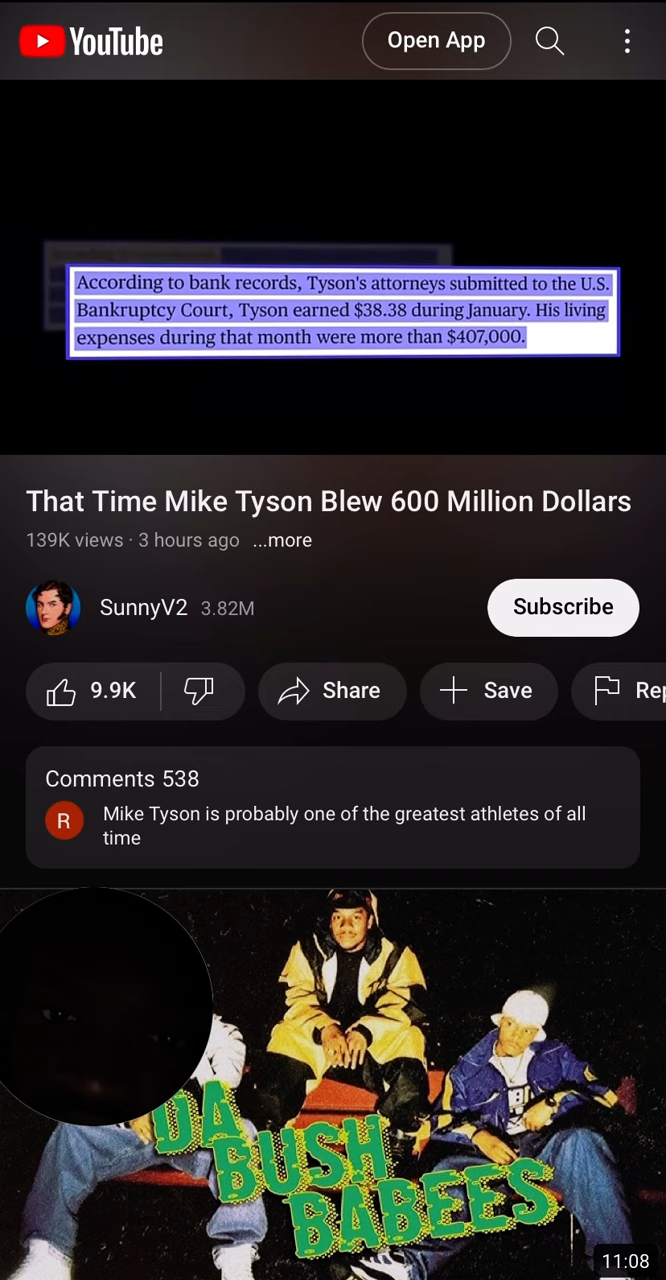 YouTube
Open App
According to bank records, Tyson's attorneys submitted to the U.S.
Bankruptcy Court, Tyson earned $38.38 during January. His living
expenses during that month were more than $407,000.
That Time Mike Tyson Blew 600 Million Dollars
139K views · 3 hours ago ...more
SunnyV2 3.82M
Subscribe
9.9K
Share
Save
Rep
Comments 538
R
Mike Tyson is probably one of the greatest athletes of all
time
DA
BUSH
BABEES
11:08